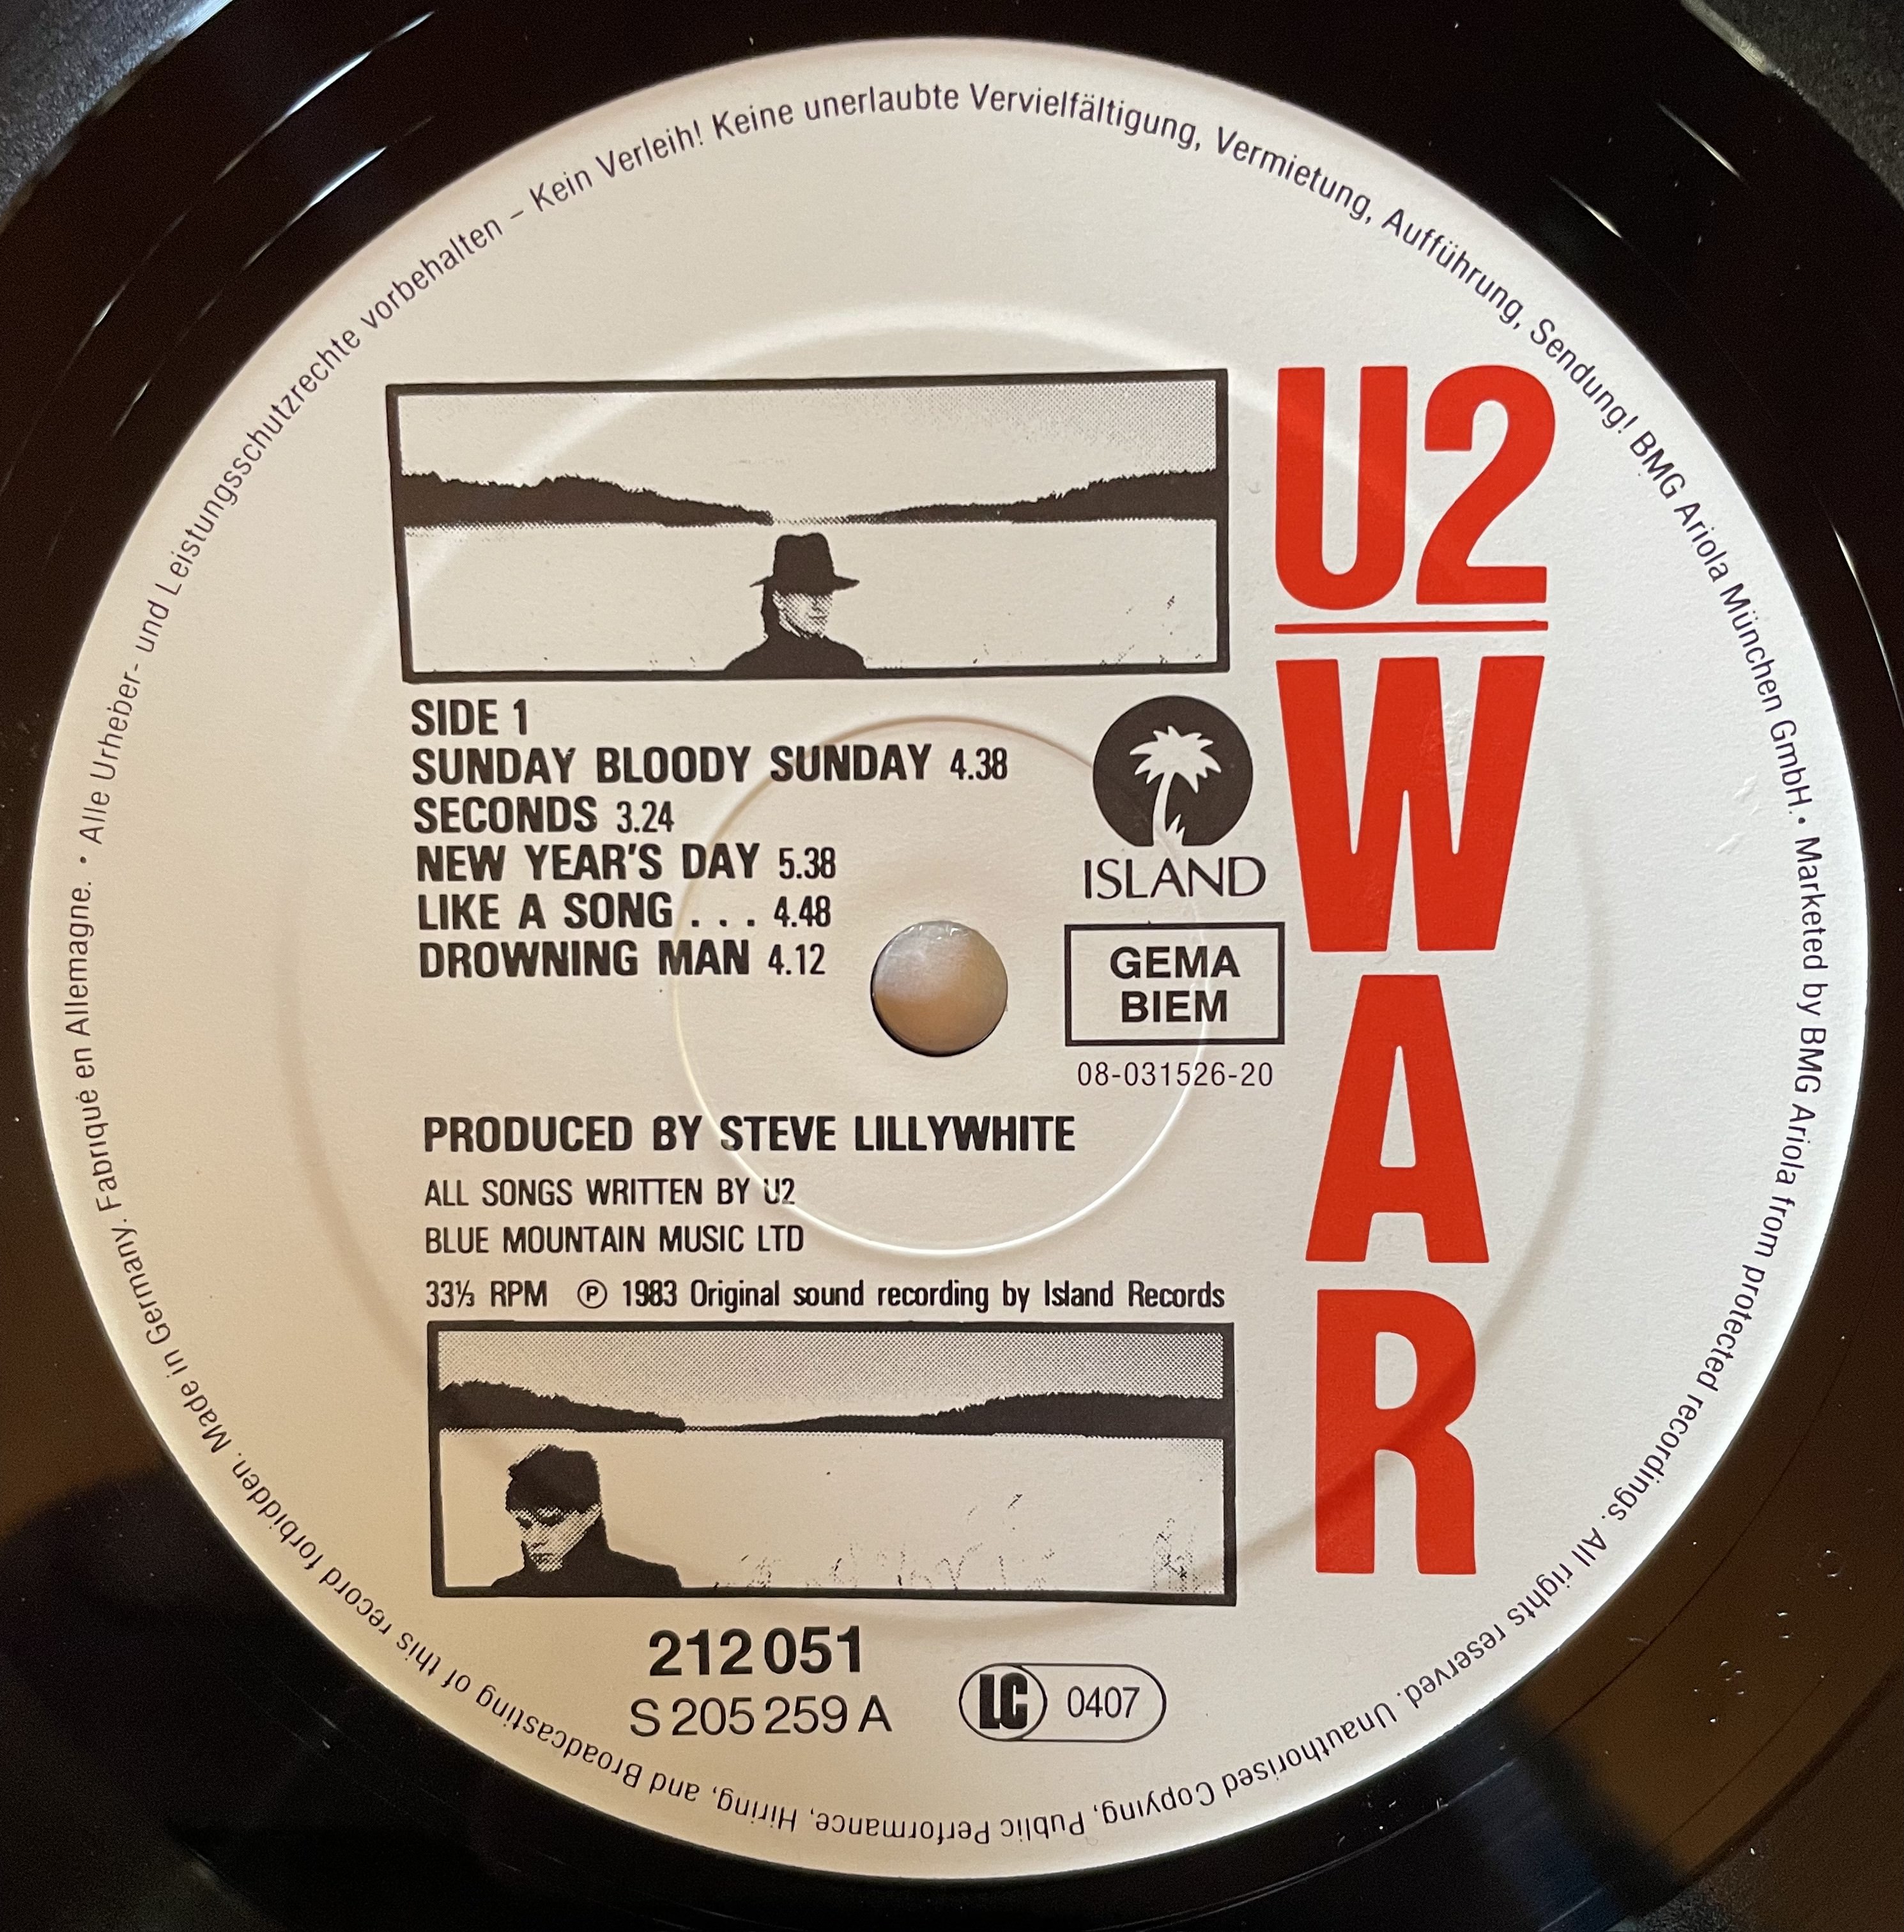 Alle Urheber- und Leistungsschutzrechte vorbehalten – Kein Verleih! Keine unerlaubte Vervielfältigung, Vermietung, Aufführung, Sendung! BMG Ariola München GmbH. • Marketed by BMG Ariola from protected recordings. All rights reserved. Unauthorised Copying, Public Performance, Hiring, and Broadcasting of this record forbidden. Made in Germany. Fabriqué en Allemagne. •
U2
WAR
SIDE 1
SUNDAY BLOODY SUNDAY 4.38
SECONDS 3.24
NEW YEAR'S DAY 5.38
LIKE A SONG . . . 4.48
DROWNING MAN 4.12
ISLAND
GEMA
BIEM
08-031526-20
PRODUCED BY STEVE LILLYWHITE
ALL SONGS WRITTEN BY U2
BLUE MOUNTAIN MUSIC LTD
33⅓ RPM ℗ 1983 Original sound recording by Island Records
212 051
S 205 259 A
LC 0407